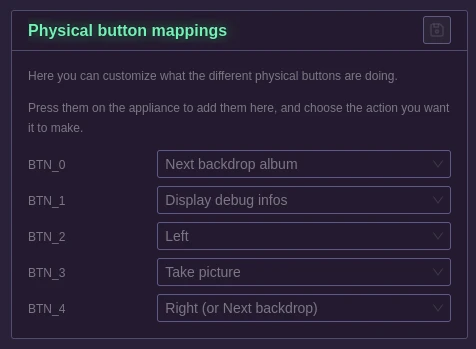 Physical button mappings
Here you can customize what the different physical buttons are doing.
Press them on the appliance to add them here, and choose the action you want
it to make.
BTN_0 Next backdrop album
BTN_1 Display debug infos
BTN_2 Left
BTN_3 Take picture
BTN_4 Right (or Next backdrop)